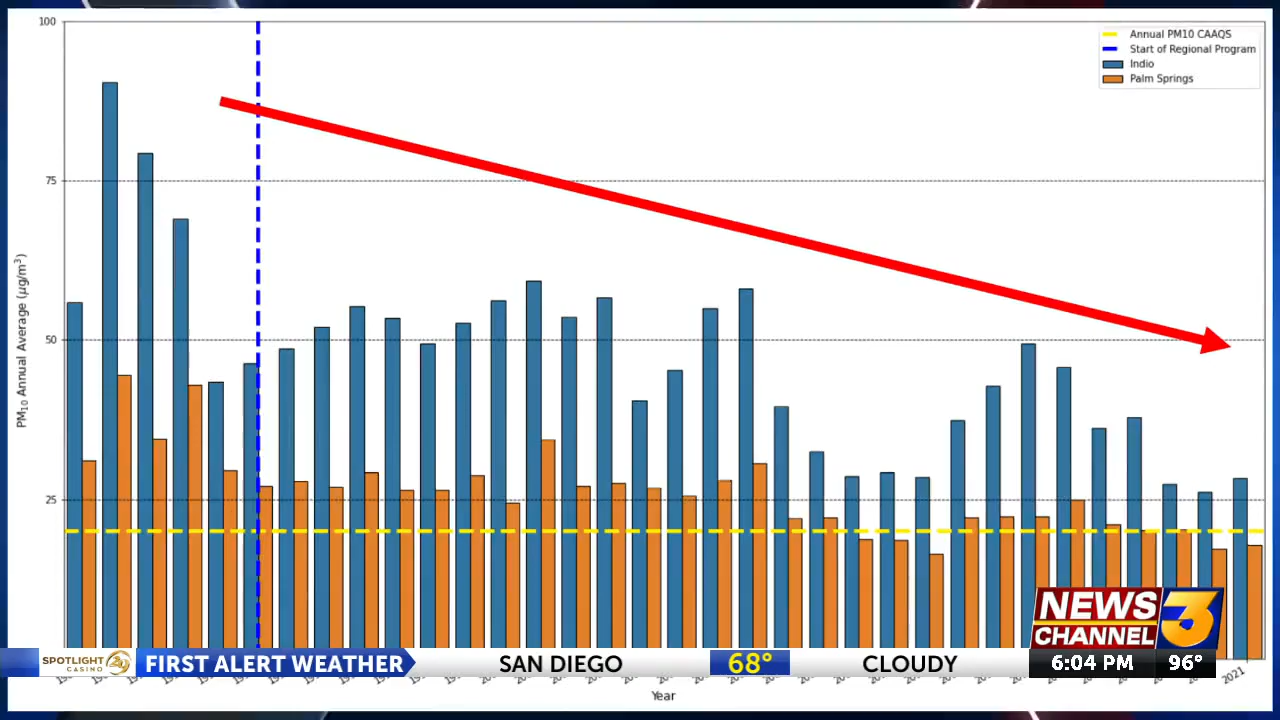 100
75
50
25
PM10 Annual Average (μg/m³)
Annual PM10 CAAQS
Start of Regional Program
Indio
Palm Springs
NEWS
CHANNEL 3
SPOTLIGHT 29
CASINO
FIRST ALERT WEATHER
SAN DIEGO
68°
CLOUDY
6:04 PM
96°
2021
Year